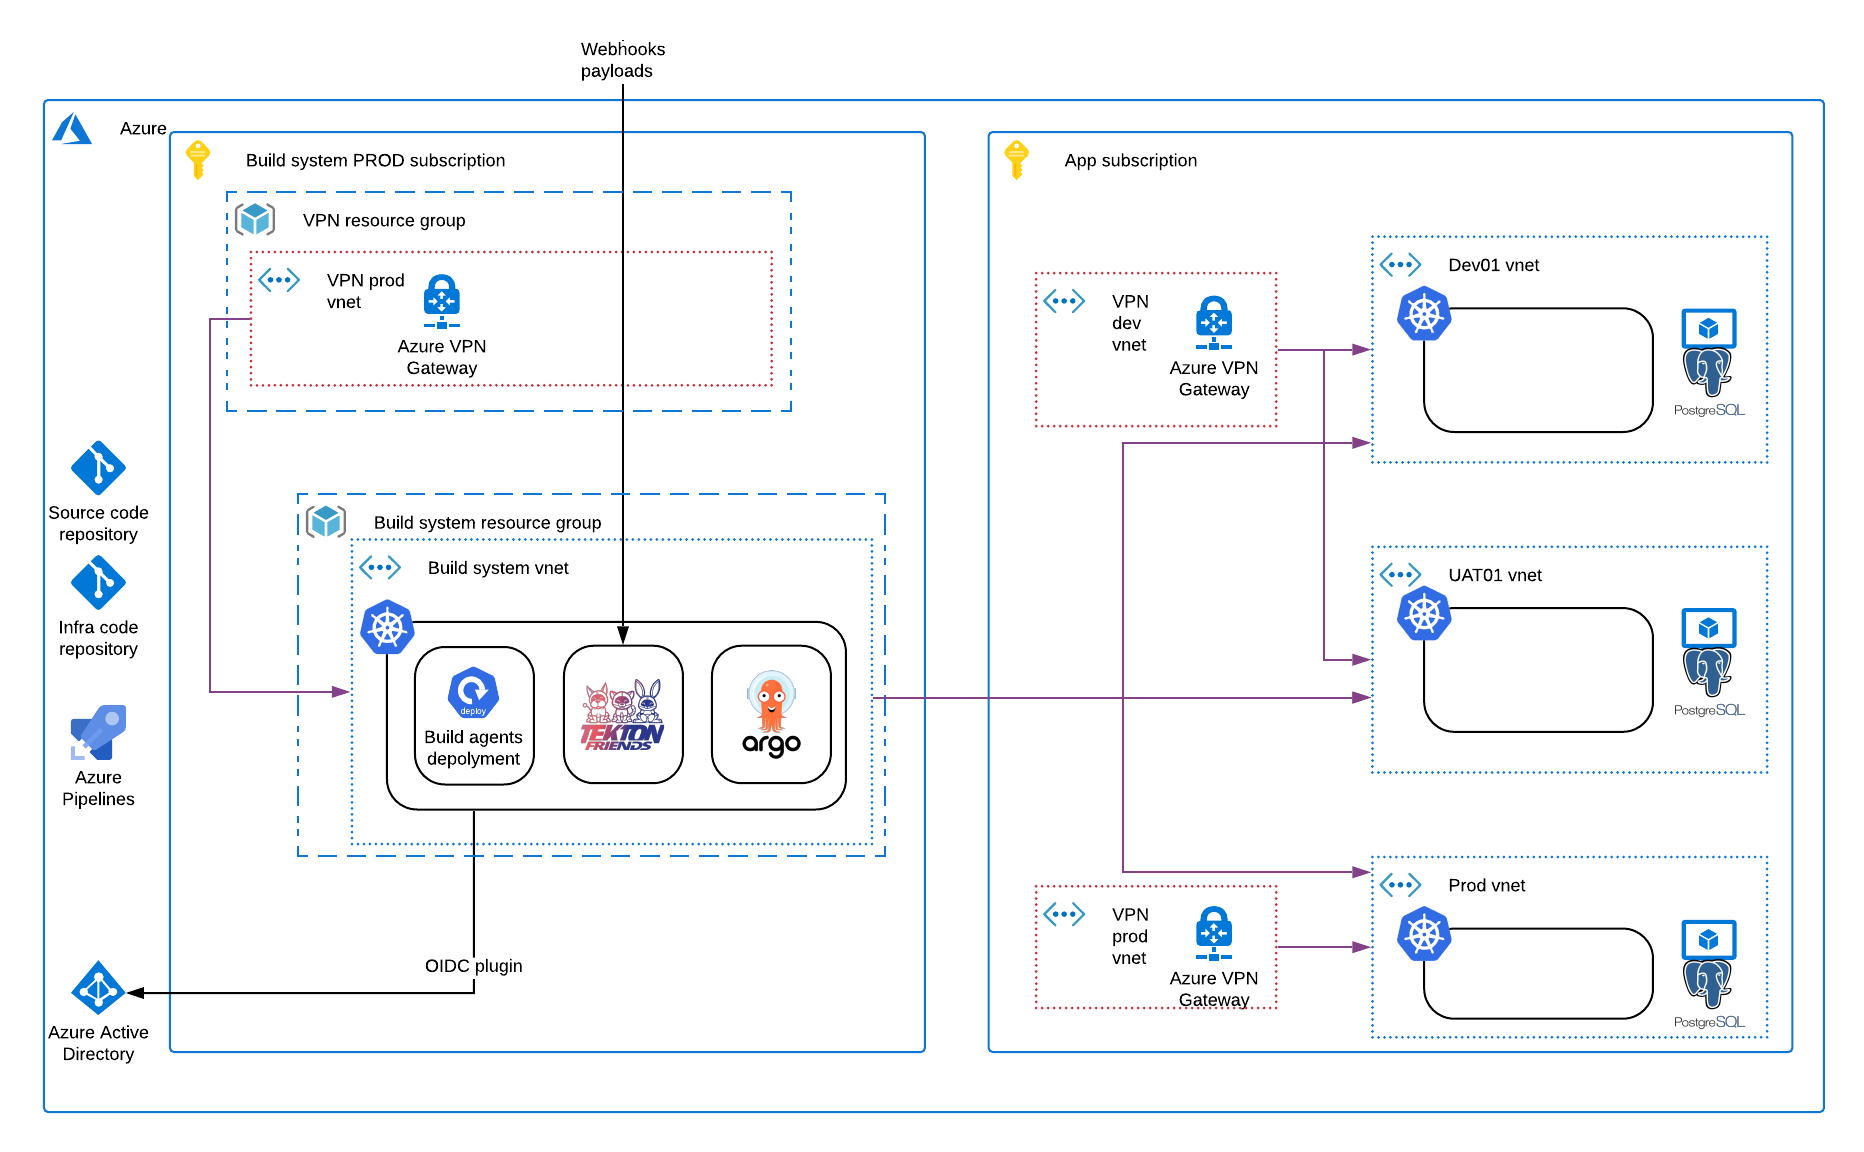 Webhooks
payloads
Azure
Build system PROD subscription
VPN resource group
VPN prod
vnet
Azure VPN
Gateway
Source code
repository
Infra code
repository
Azure
Pipelines
Build system resource group
Build system vnet
deploy
Build agents
depolyment
TEKTON
FRIENDS
argo
OIDC plugin
Azure Active
Directory
App subscription
VPN
dev
vnet
Azure VPN
Gateway
Dev01 vnet
PostgreSQL
UAT01 vnet
PostgreSQL
VPN
prod
vnet
Azure VPN
Gateway
Prod vnet
PostgreSQL